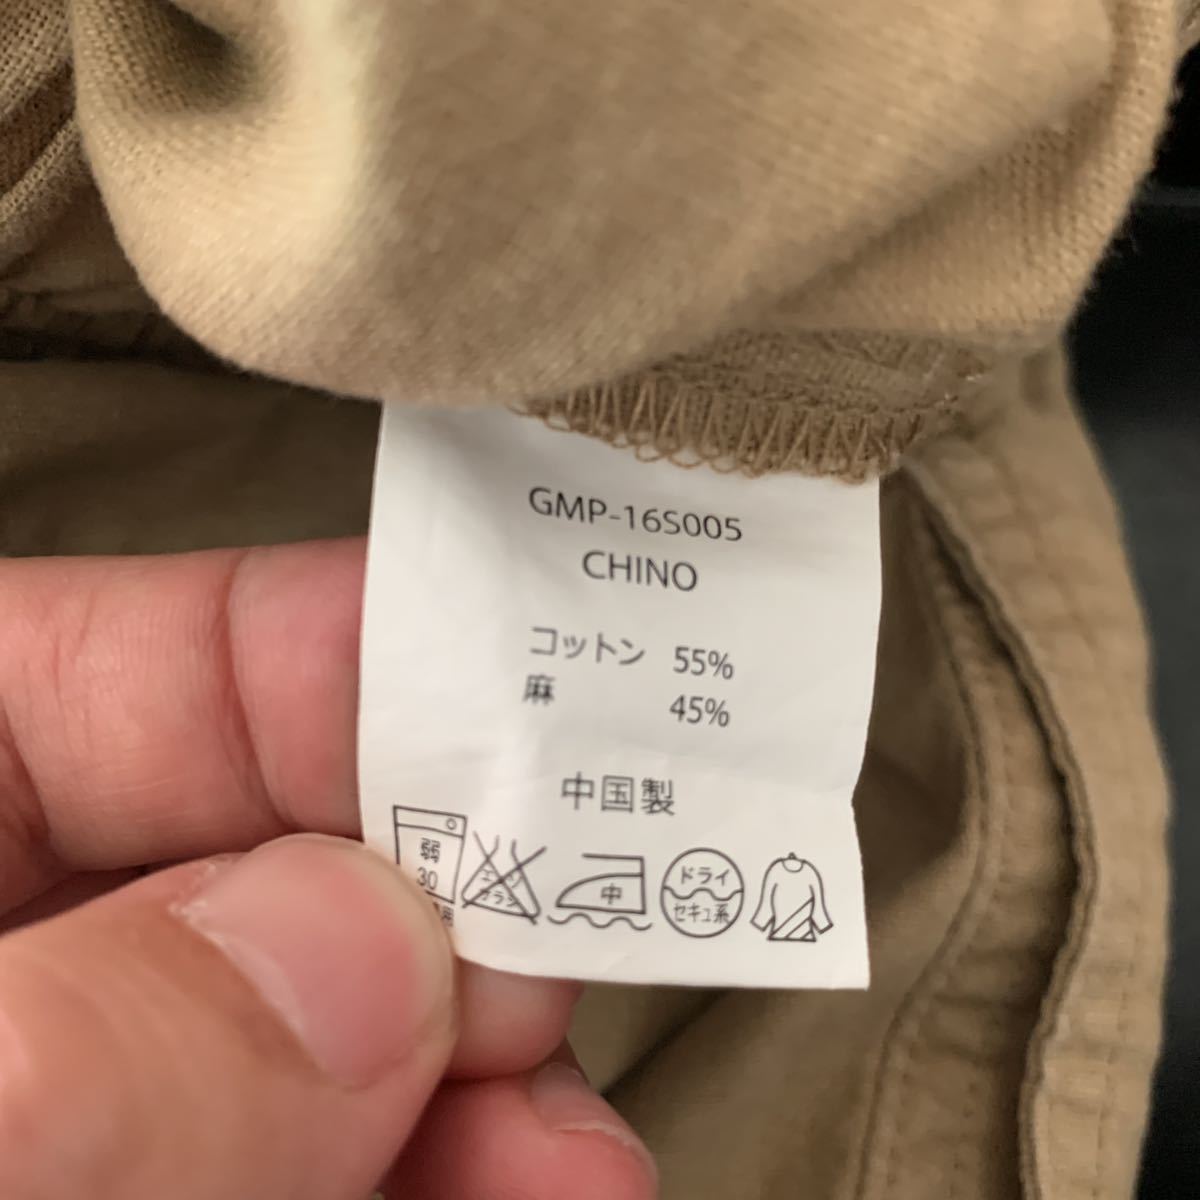 GMP-16S005
CHINO
コットン 55%
麻 45%
中国製
弱
30
中
ドライ
セキユ系